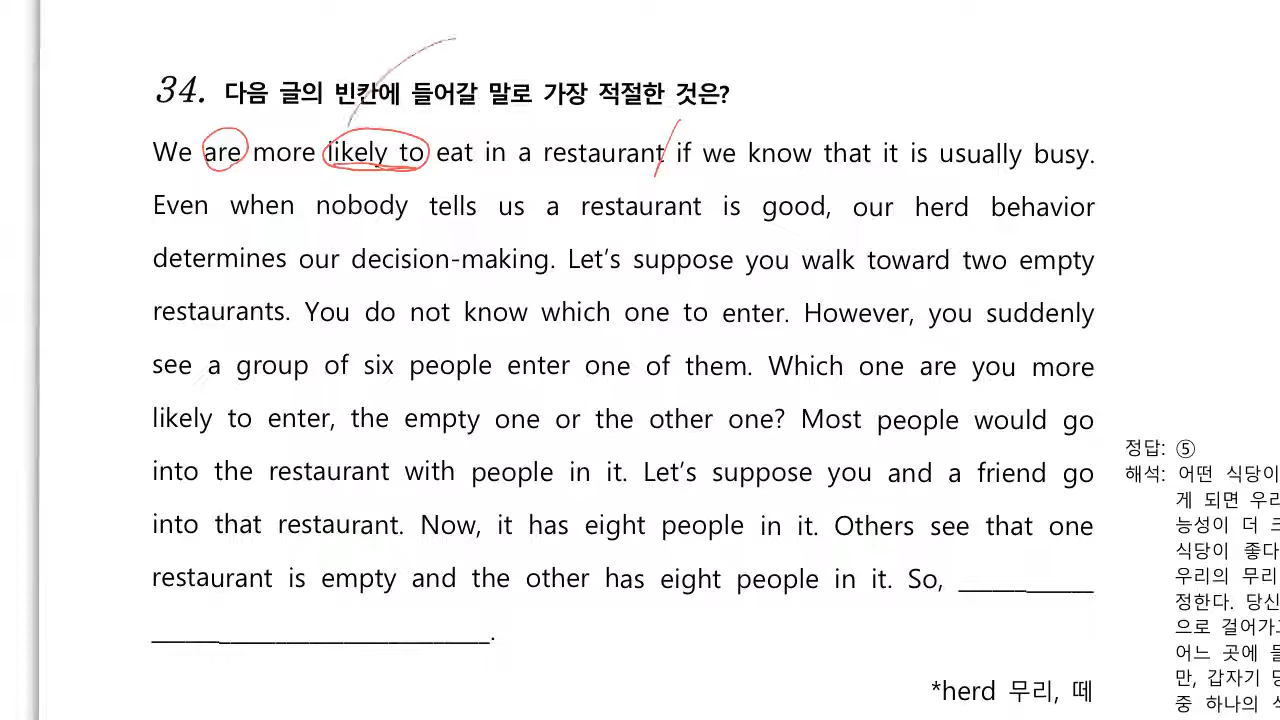 34. 다음 글의 빈칸에 들어갈 말로 가장 적절한 것은?
We are more likely to eat in a restaurant if we know that it is usually busy.
Even when nobody tells us a restaurant is good, our herd behavior
determines our decision-making. Let’s suppose you walk toward two empty
restaurants. You do not know which one to enter. However, you suddenly
see a group of six people enter one of them. Which one are you more
likely to enter, the empty one or the other one? Most people would go
into the restaurant with people in it. Let’s suppose you and a friend go
into that restaurant. Now, it has eight people in it. Others see that one
restaurant is empty and the other has eight people in it. So, __________
_________________________.
*herd 무리, 떼
정답: ⑤
해석: 어떤 식당이
게 되면 우리
능성이 더 크
식당이 좋다
우리의 무리
정한다. 당신
으로 걸어가
어느 곳에 들
만, 갑자기 당
중 하나의 식